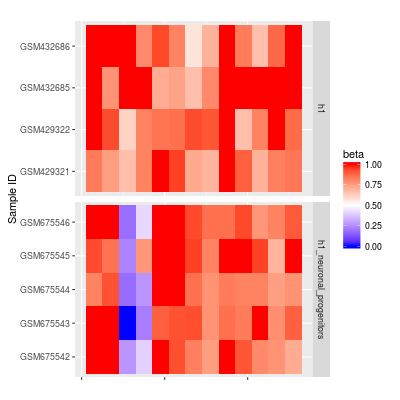 GSM432686
GSM432685
GSM429322
GSM429321
h1
GSM675546
GSM675545
GSM675544
GSM675543
GSM675542
h1_neuronal_progenitors
Sample ID
beta
1.00
0.75
0.50
0.25
0.00